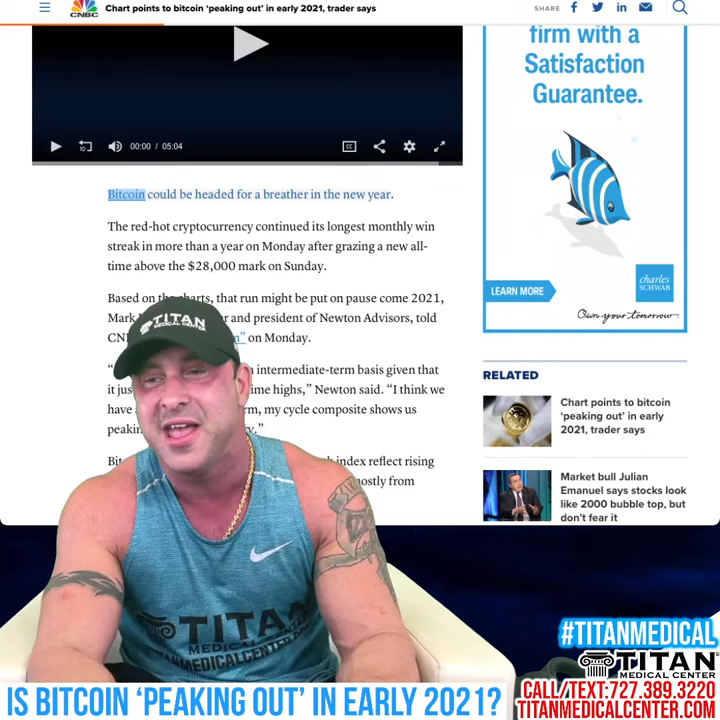 CNBC
Chart points to bitcoin ‘peaking out’ in early 2021, trader says
SHARE
firm with a
Satisfaction
Guarantee.
10
00:00 / 05:04
CC
LEARN MORE
charles
SCHWAB
Own your tomorrow
Bitcoin could be headed for a breather in the new year.
The red-hot cryptocurrency continued its longest monthly win
streak in more than a year on Monday after grazing a new all-
time above the $28,000 mark on Sunday.
Based on the charts, that run might be put on pause come 2021,
Mark and president of Newton Advisors, told
on Monday.
intermediate-term basis given that
it highs,” Newton said. “I think we
have my cycle composite shows us
index reflect rising
mostly from
RELATED
Chart points to bitcoin
‘peaking out’ in early
2021, trader says
Market bull Julian
Emanuel says stocks look
like 2000 bubble top, but
don’t fear it
TITAN
MEDICAL CENTER
TITAN
MEDICAL
#TITANMEDICAL
TITAN
MEDICAL CENTER
CALL/TEXT:727.389.3220
TITANMEDICALCENTER.COM
IS BITCOIN ‘PEAKING OUT’ IN EARLY 2021?